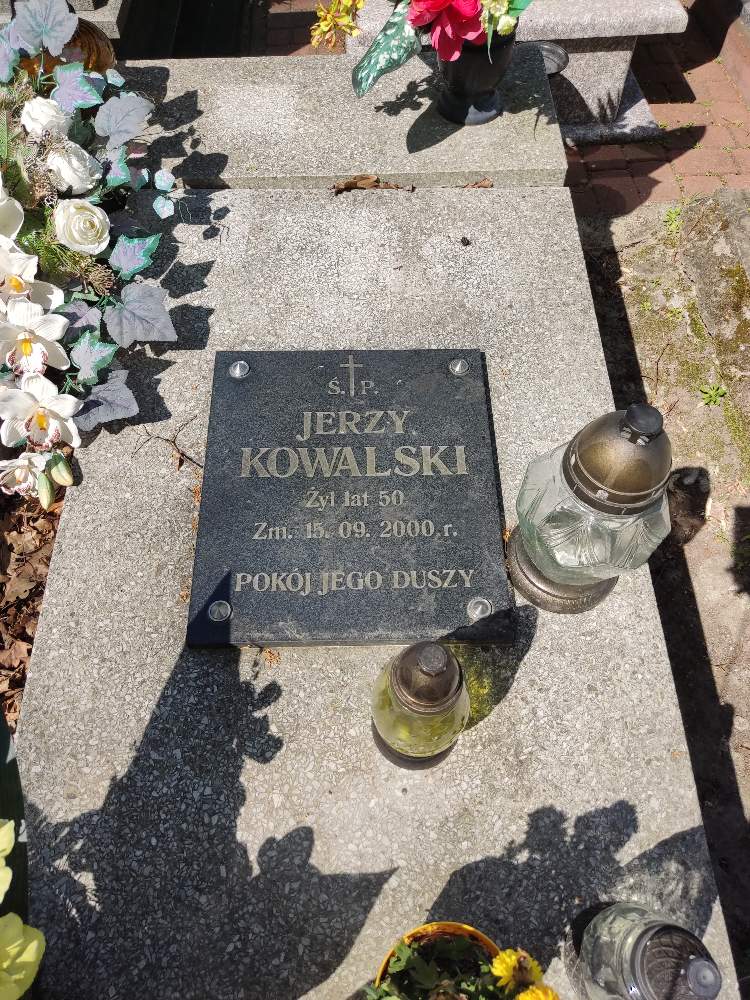 Ś. P.
JERZY
KOWALSKI
Żył lat 50
Zm. 15. 09. 2000 r.
POKÓJ JEGO DUSZY